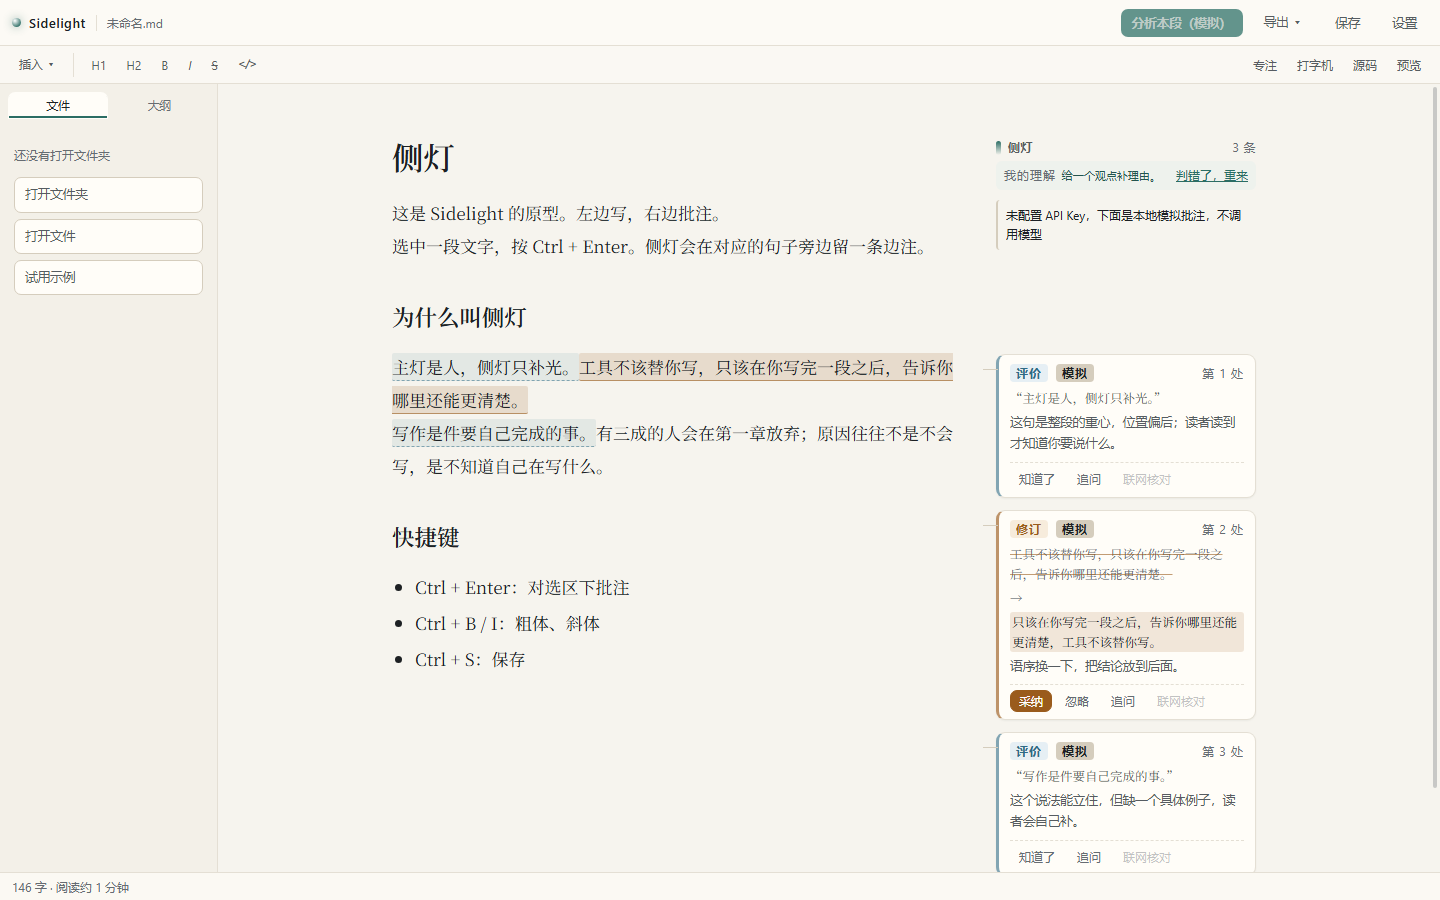 Sidelight 未命名.md 分析本段（模拟） 导出 保存 设置
插入 H1 H2 B I S </> 专注 打字机 源码 预览
文件 大纲
还没有打开文件夹
打开文件夹
打开文件
试用示例
侧灯
这是 Sidelight 的原型。左边写，右边批注。
选中一段文字，按 Ctrl + Enter。侧灯会在对应的句子旁边留一条边注。
为什么叫侧灯
主灯是人，侧灯只补光。工具不该替你写，只该在你写完一段之后，告诉你
哪里还能更清楚。
写作是件要自己完成的事。有三成的人会在第一章放弃；原因往往不是不会
写，是不知道自己在写什么。
快捷键
Ctrl + Enter：对选区下批注
Ctrl + B / I：粗体、斜体
Ctrl + S：保存
侧灯 3 条
我的理解 给一个观点补理由。 判错了，重来
未配置 API Key，下面是本地模拟批注，不调
用模型
评价 模拟 第 1 处
“主灯是人，侧灯只补光。”
这句是整段的重心，位置偏后；读者读到
才知道你要说什么。
知道了 追问 联网核对
修订 模拟 第 2 处
工具不该替你写，只该在你写完一段之
后，告诉你哪里还能更清楚。
→
只该在你写完一段之后，告诉你哪里还能
更清楚，工具不该替你写。
语序换一下，把结论放到后面。
采纳 忽略 追问 联网核对
评价 模拟 第 3 处
“写作是件要自己完成的事。”
这个说法能立住，但缺一个具体例子，读
者会自己补。
知道了 追问 联网核对
146 字 · 阅读约 1 分钟